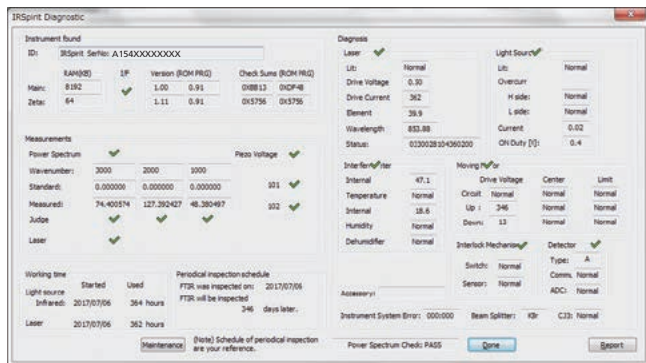 IRSpirit Diagnostic
Instrument found
ID: IRSpirit SerNo: A154XXXXXXXX
RAM(KB) I/F Version (ROM PRG) Check Sums (ROM PRG)
Main: 8192 1.00 0.91 0X8B13 0XDF4B
Zeta: 64 1.11 0.91 0X5756 0X5756
Measurements
Power Spectrum Piezo Voltage
Wavenumber: 3000 2000 1000
Standard: 0.000000 0.000000 0.000000 101
Measured: 74.400574 127.392427 48.380497 102
Judge
Laser
Working time
Started Used
Light source
Infrared: 2017/07/06 364 hours
Laser 2017/07/06 362 hours
Periodical inspection schedule
FTIR was inspected on: 2017/07/06
FTIR will be inspected
346 days later.
Maintenance
(Note) Schedule of periodical inspection
are your reference.
Diagnosis
Laser
Lit: Normal
Drive Voltage 0.30
Drive Current 362
Element 39.9
Wavelength 853.88
Status: 0330028104360200
Light Source
Lit: Normal
Overcurr
H side: Normal
L side: Normal
Current 0.02
ON Duty [%]: 0.4
Internal 47.1
Temperature Normal
Internal 18.6
Humidity Normal
Dehumidifier Normal
Drive Voltage Center Limit
Circuit Normal Normal Normal
Up : 346 Normal Normal
Down: 13 Normal Normal
Interlock Mechanism
Switch: Normal
Sensor: Normal
Detector
Type: A
Comm. Normal
ADC: Normal
Accessory:
Instrument System Error: 000:000 Beam Splitter: KBr CJ3: Normal
Power Spectrum Check: PASS Done Report